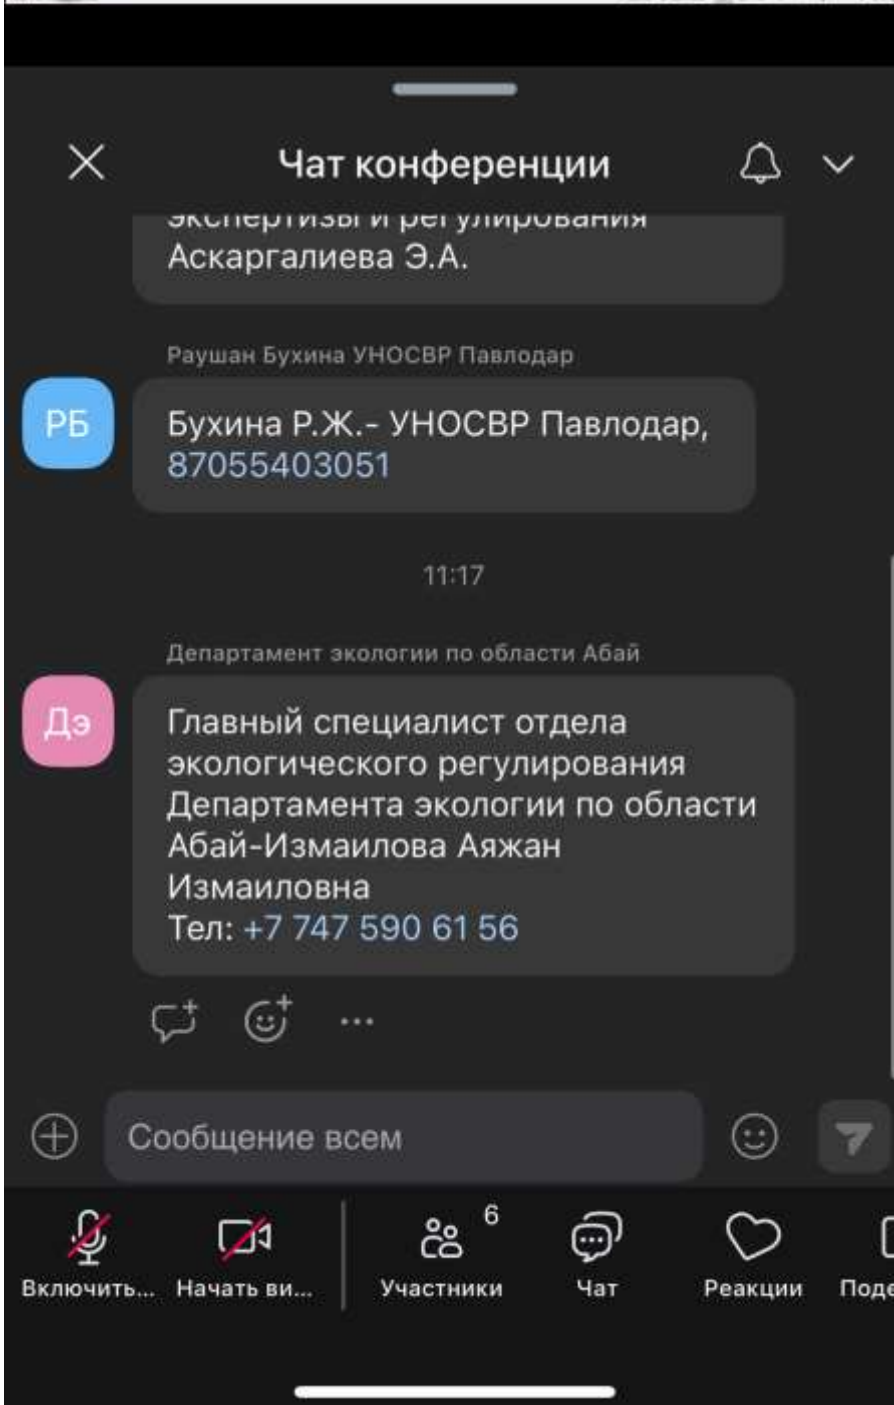 Чат конференции
экспертизы и регулирования
Аскаргалиева Э.А.
Раушан Бухина УНОСВР Павлодар
РБ
Бухина Р.Ж.- УНОСВР Павлодар,
87055403051
11:17
Департамент экологии по области Абай
Дэ
Главный специалист отдела
экологического регулирования
Департамента экологии по области
Абай-Измаилова Аяжан
Измаиловна
Тел: +7 747 590 61 56
Сообщение всем
6
Включить... Начать ви... Участники Чат Реакции Поде